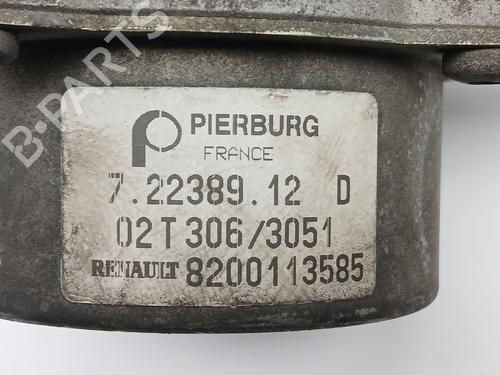 B-PARTS
PIERBURG
FRANCE
7.22389.12 D
02T306/3051
RENAULT 8200113585